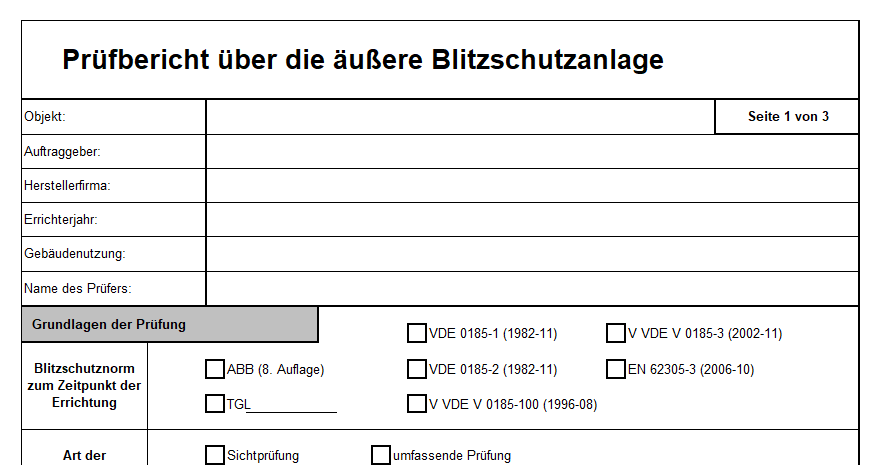 Prüfbericht über die äußere Blitzschutzanlage
Objekt:
Seite 1 von 3
Auftraggeber:
Herstellerfirma:
Errichterjahr:
Gebäudenutzung:
Name des Prüfers:
Grundlagen der Prüfung
VDE 0185-1 (1982-11)
V VDE V 0185-3 (2002-11)
Blitzschutznorm
zum Zeitpunkt der
Errichtung
ABB (8. Auflage)
VDE 0185-2 (1982-11)
EN 62305-3 (2006-10)
TGL
V VDE V 0185-100 (1996-08)
Art der
Sichtprüfung
umfassende Prüfung